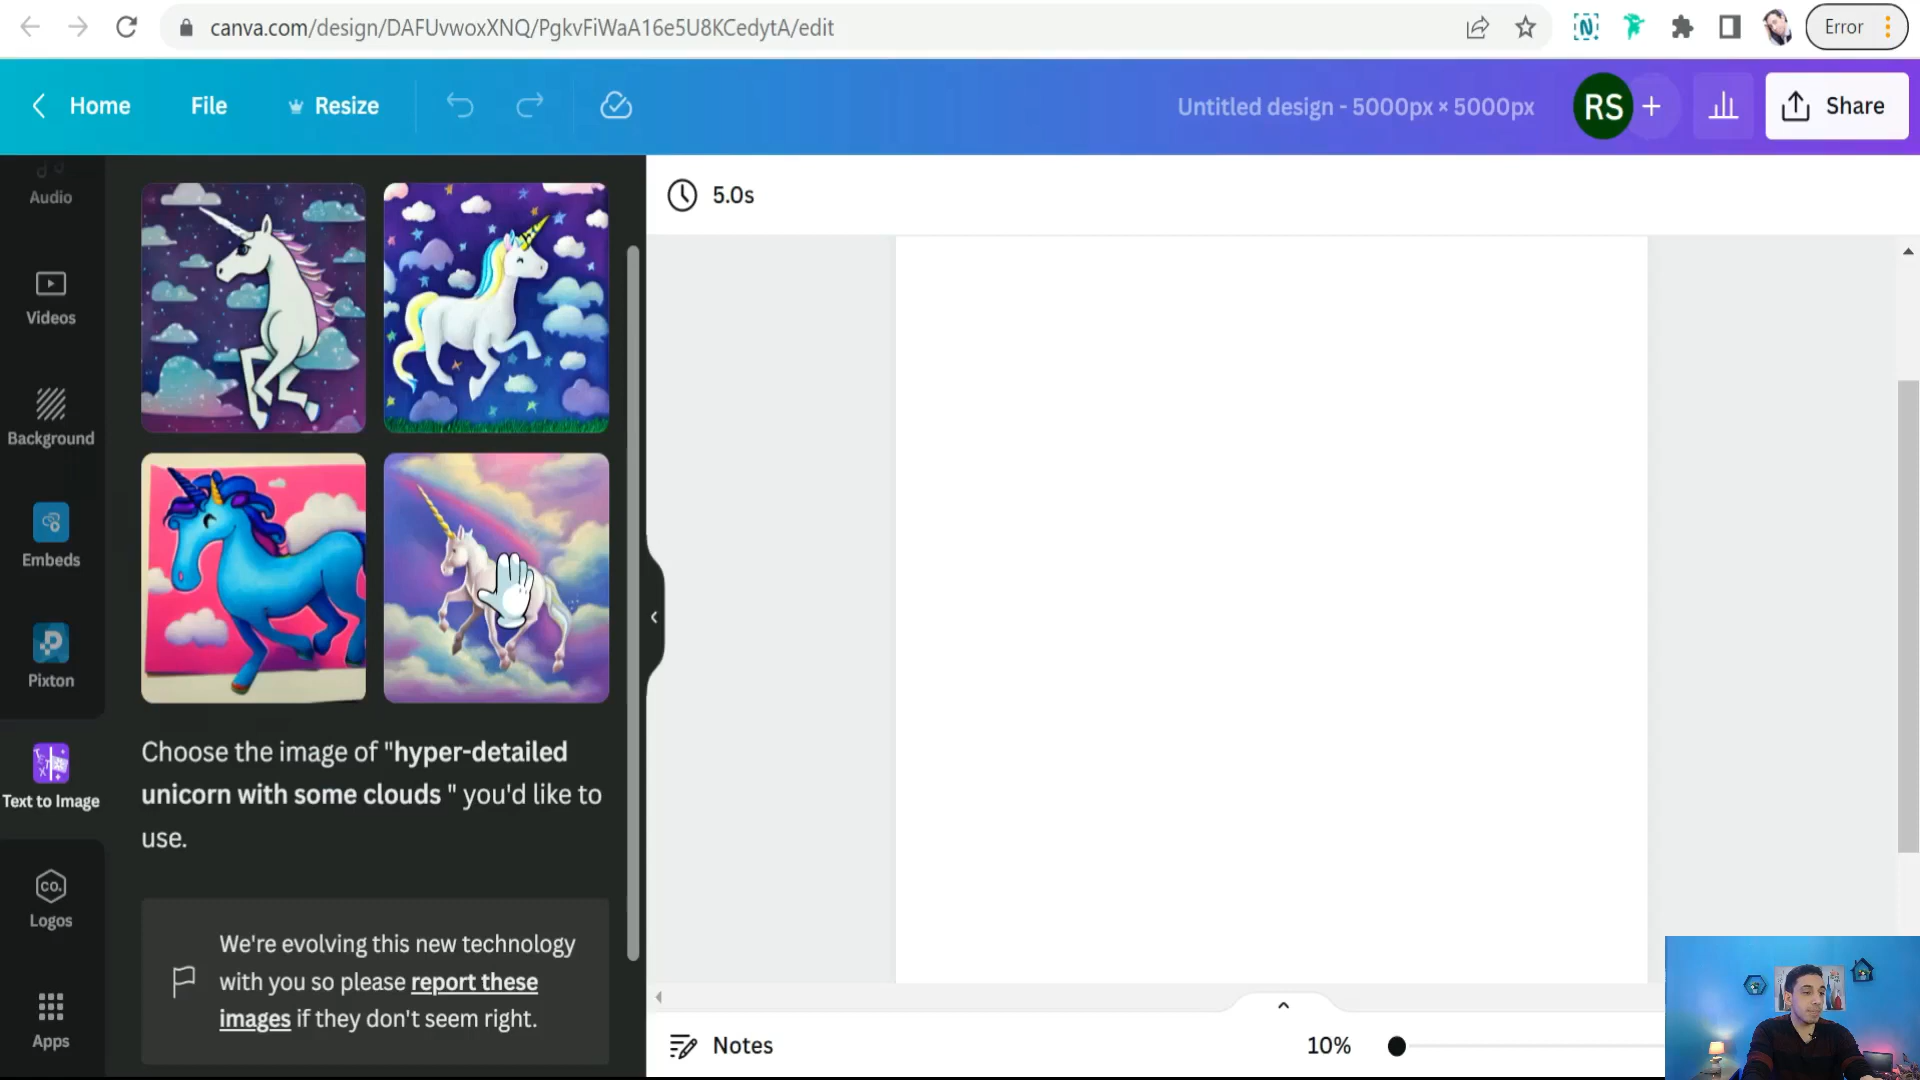 canva.com/design/DAFUvwoxXNQ/PgkvFiWaA16e5U8KCedytA/edit
Error
Home
File
Resize
Untitled design - 5000px × 5000px
RS
Share
Audio
Videos
Background
Embeds
Pixton
Text to Image
Logos
CO.
Apps
5.0s
Choose the image of "hyper-detailed
unicorn with some clouds " you'd like to
use.
We're evolving this new technology
with you so please report these
images if they don't seem right.
Notes
10%